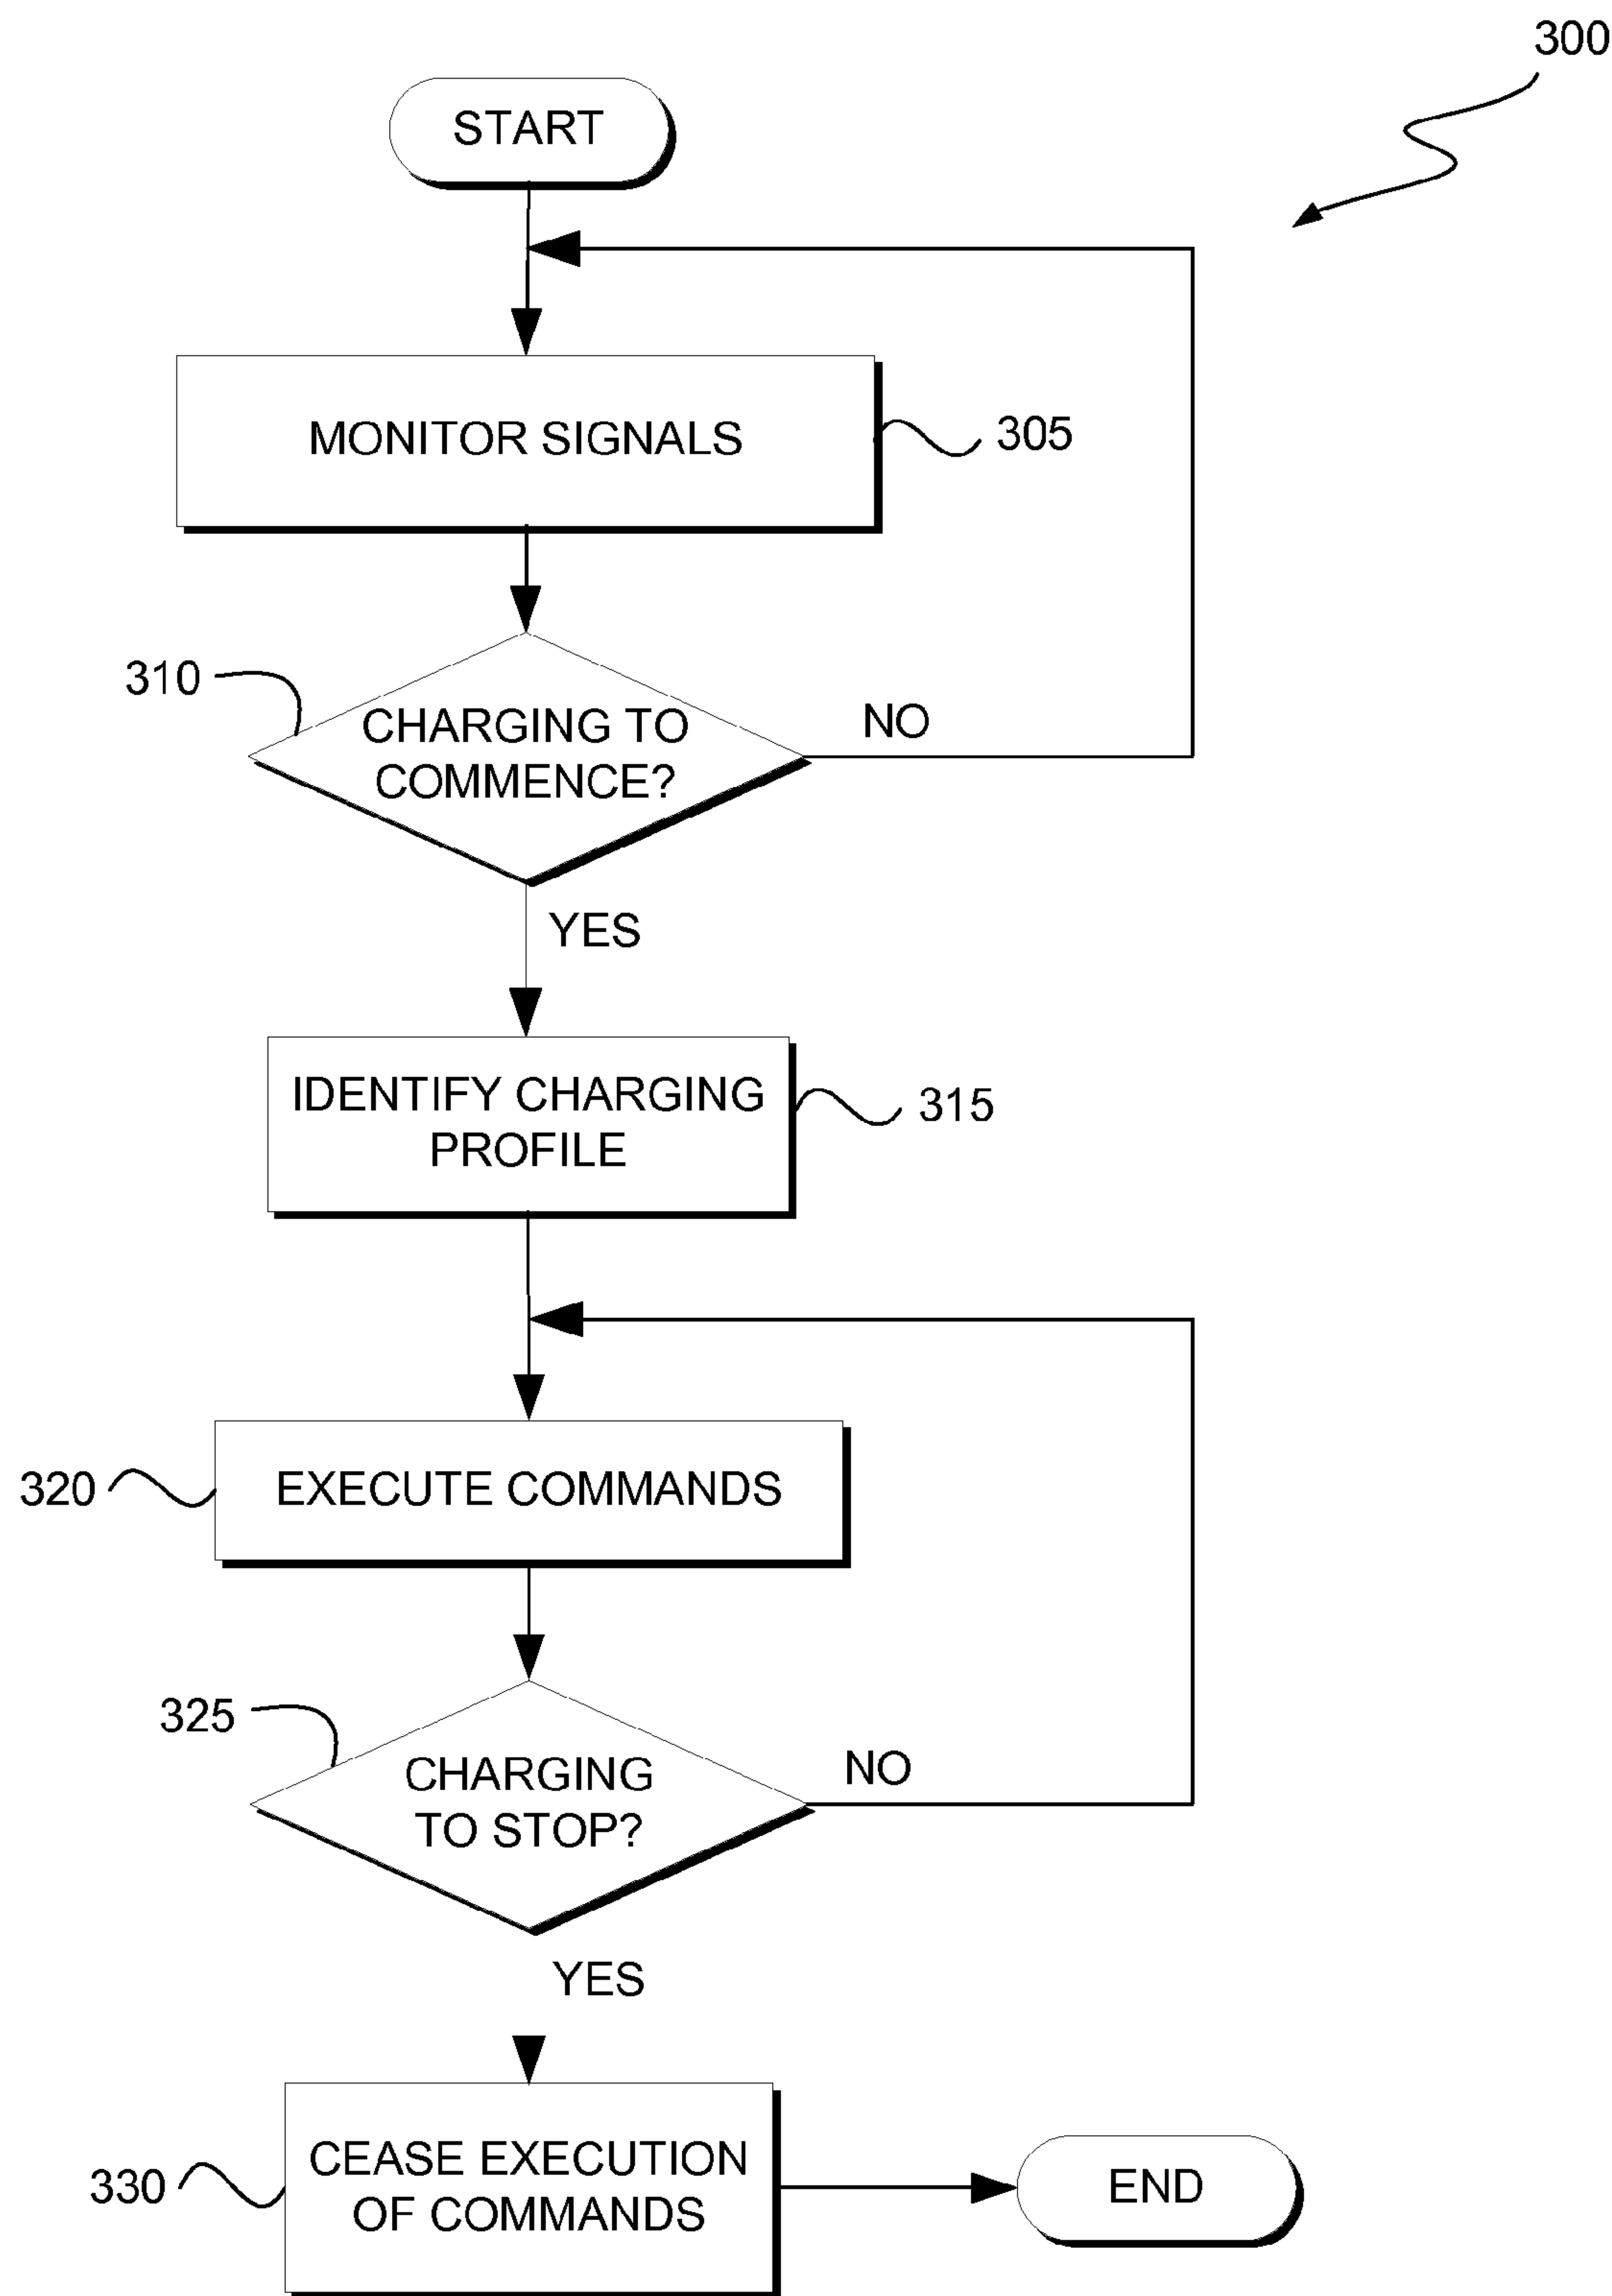 300
START
MONITOR SIGNALS
305
310
CHARGING TO
COMMENCE?
NO
YES
IDENTIFY CHARGING
PROFILE
315
320
EXECUTE COMMANDS
325
CHARGING
TO STOP?
NO
YES
330
CEASE EXECUTION
OF COMMANDS
END